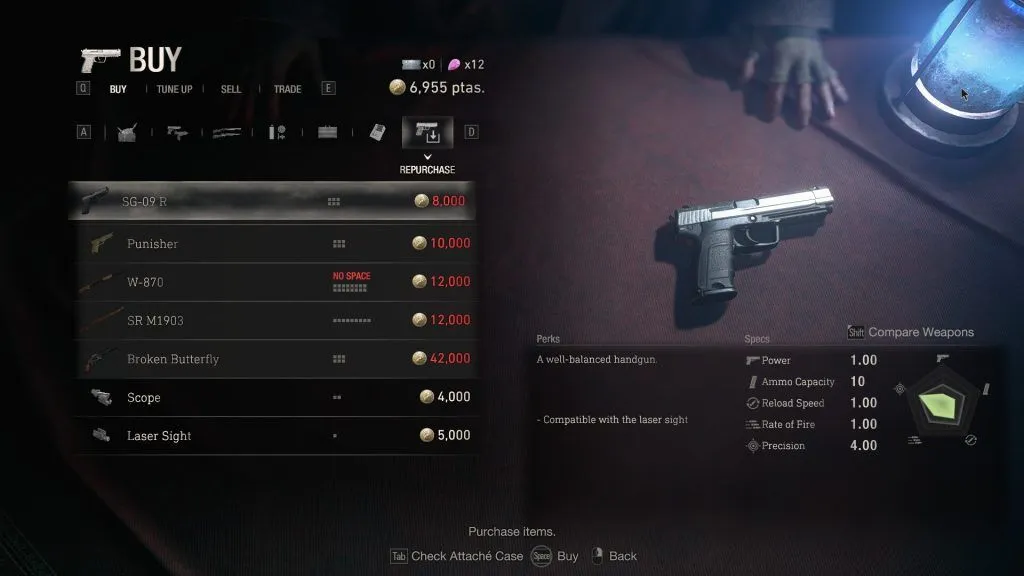 BUY
x0 x12
Q BUY TUNE UP SELL TRADE E
6,955 ptas.
A D
REPURCHASE
SG-09 R 8,000
Punisher 10,000
W-870 NO SPACE 12,000
SR M1903 12,000
Broken Butterfly 42,000
Scope 4,000
Laser Sight 5,000
Shift Compare Weapons
Perks
A well-balanced handgun.
- Compatible with the laser sight
Specs
Power 1.00
Ammo Capacity 10
Reload Speed 1.00
Rate of Fire 1.00
Precision 4.00
Purchase items.
Tab Check Attaché Case Space Buy Back